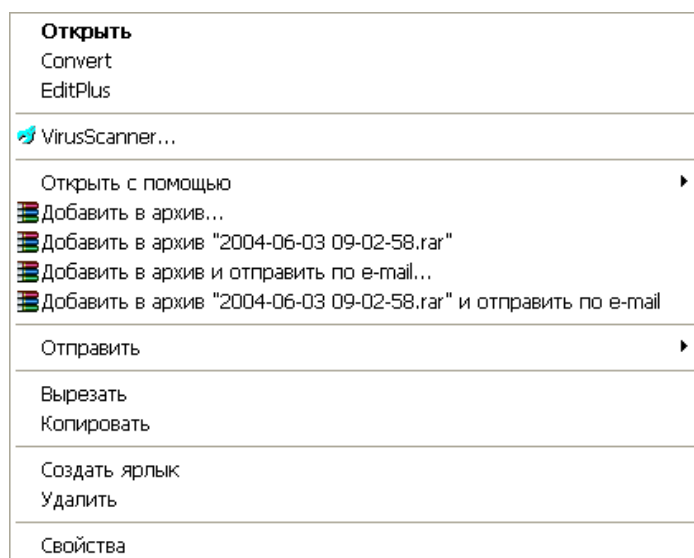 Открыть
Convert
EditPlus
VirusScanner...
Открыть с помощью
Добавить в архив...
Добавить в архив "2004-06-03 09-02-58.rar"
Добавить в архив и отправить по e-mail...
Добавить в архив "2004-06-03 09-02-58.rar" и отправить по e-mail
Отправить
Вырезать
Копировать
Создать ярлык
Удалить
Свойства